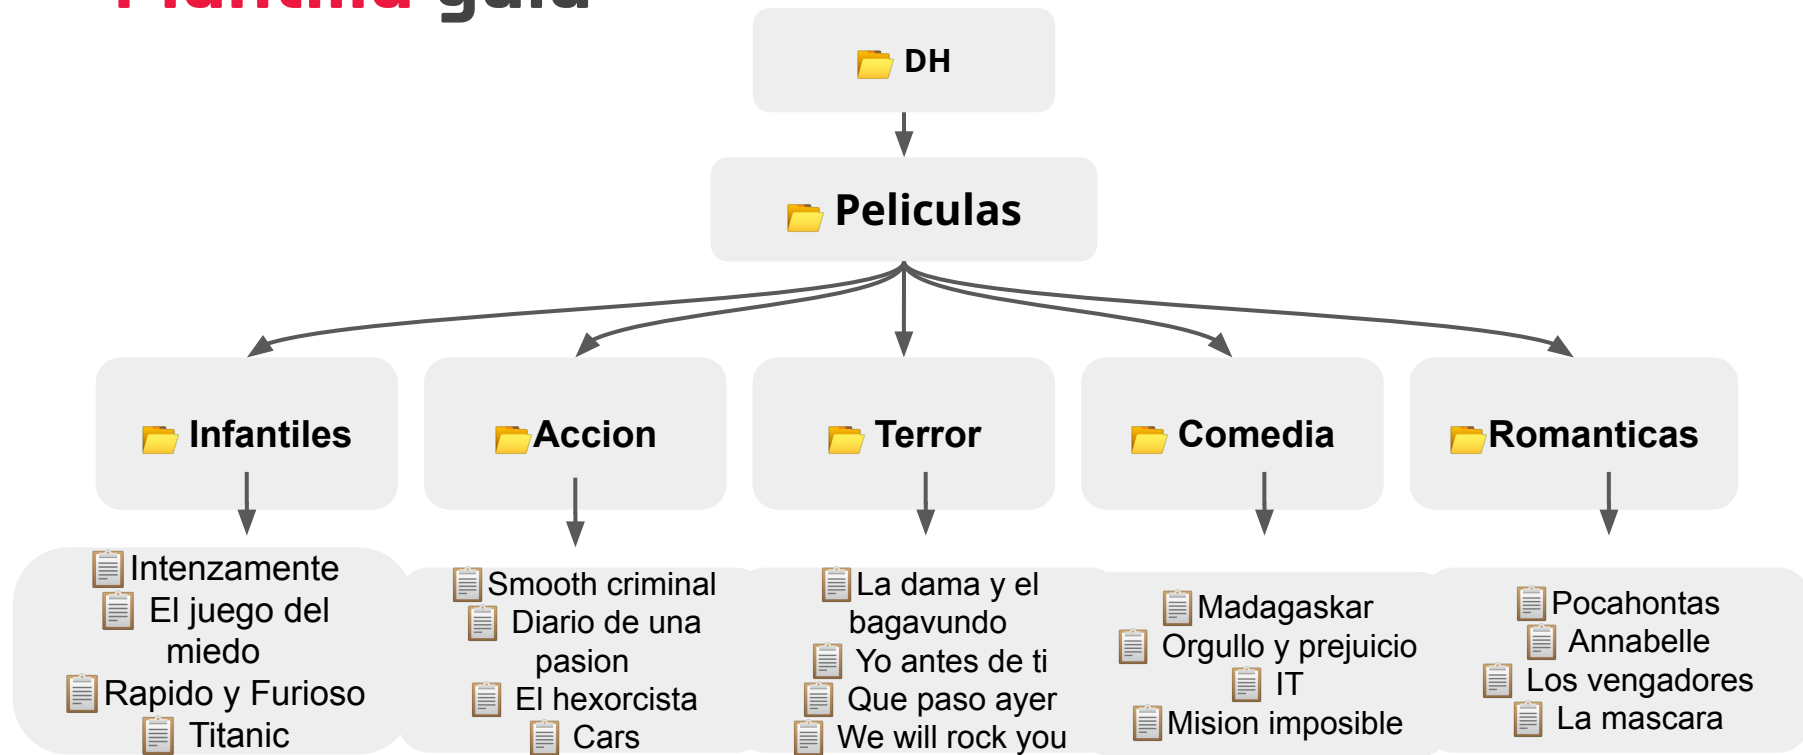 Plantilla guia
DH
Peliculas
Infantiles
Accion
Terror
Comedia
Romanticas
Intenzamente
El juego del
miedo
Rapido y Furioso
Titanic
Smooth criminal
Diario de una
pasion
El hexorcista
Cars
La dama y el
bagavundo
Yo antes de ti
Que paso ayer
We will rock you
Madagaskar
Orgullo y prejuicio
IT
Mision imposible
Pocahontas
Annabelle
Los vengadores
La mascara